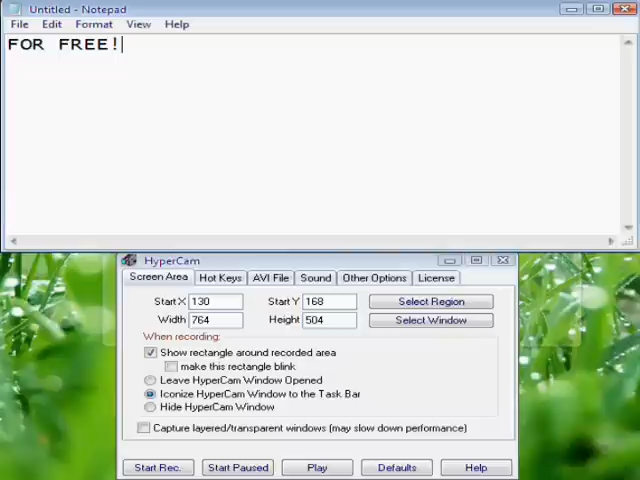 Untitled - Notepad
File Edit Format View Help
FOR FREE!
HyperCam
Screen Area Hot Keys AVI File Sound Other Options License
Start X 130 Start Y 168 Select Region
Width 764 Height 504 Select Window
When recording:
Show rectangle around recorded area
make this rectangle blink
Leave HyperCam Window Opened
Iconize HyperCam Window to the Task Bar
Hide HyperCam Window
Capture layered/transparent windows (may slow down performance)
Start Rec. Start Paused Play Defaults Help